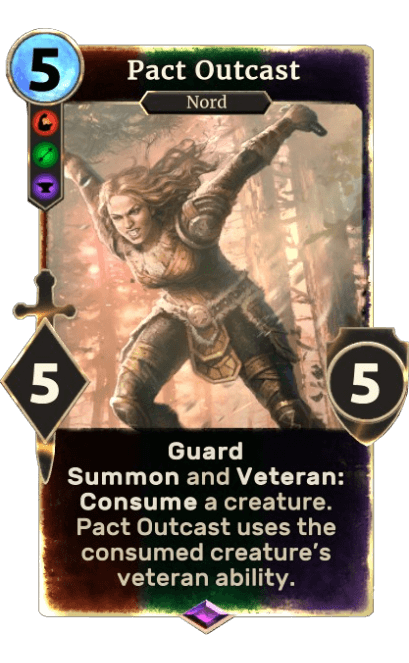 5
Pact Outcast
Nord
5
5
Guard
Summon and Veteran:
Consume a creature.
Pact Outcast uses the
consumed creature's
veteran ability.